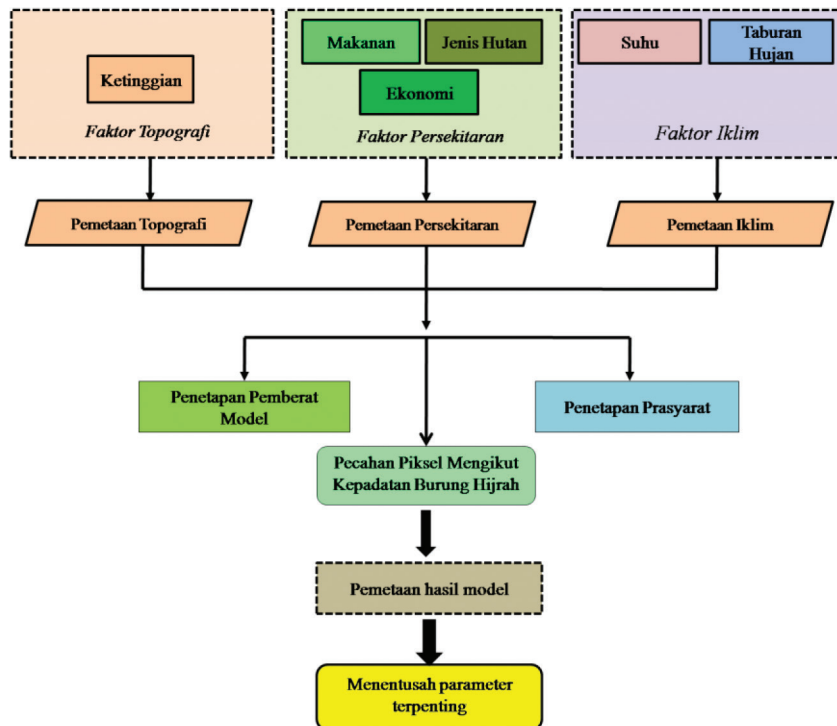 Ketinggian
Faktor Topografi
Makanan
Jenis Hutan
Ekonomi
Faktor Persekitaran
Suhu
Taburan
Hujan
Faktor Iklim
Pemetaan Topografi
Pemetaan Persekitaran
Pemetaan Iklim
Penetapan Pemberat
Model
Penetapan Prasyarat
Pecahan Piksel Mengikut
Kepadatan Burung Hijrah
Pemetaan hasil model
Menentusah parameter
terpenting